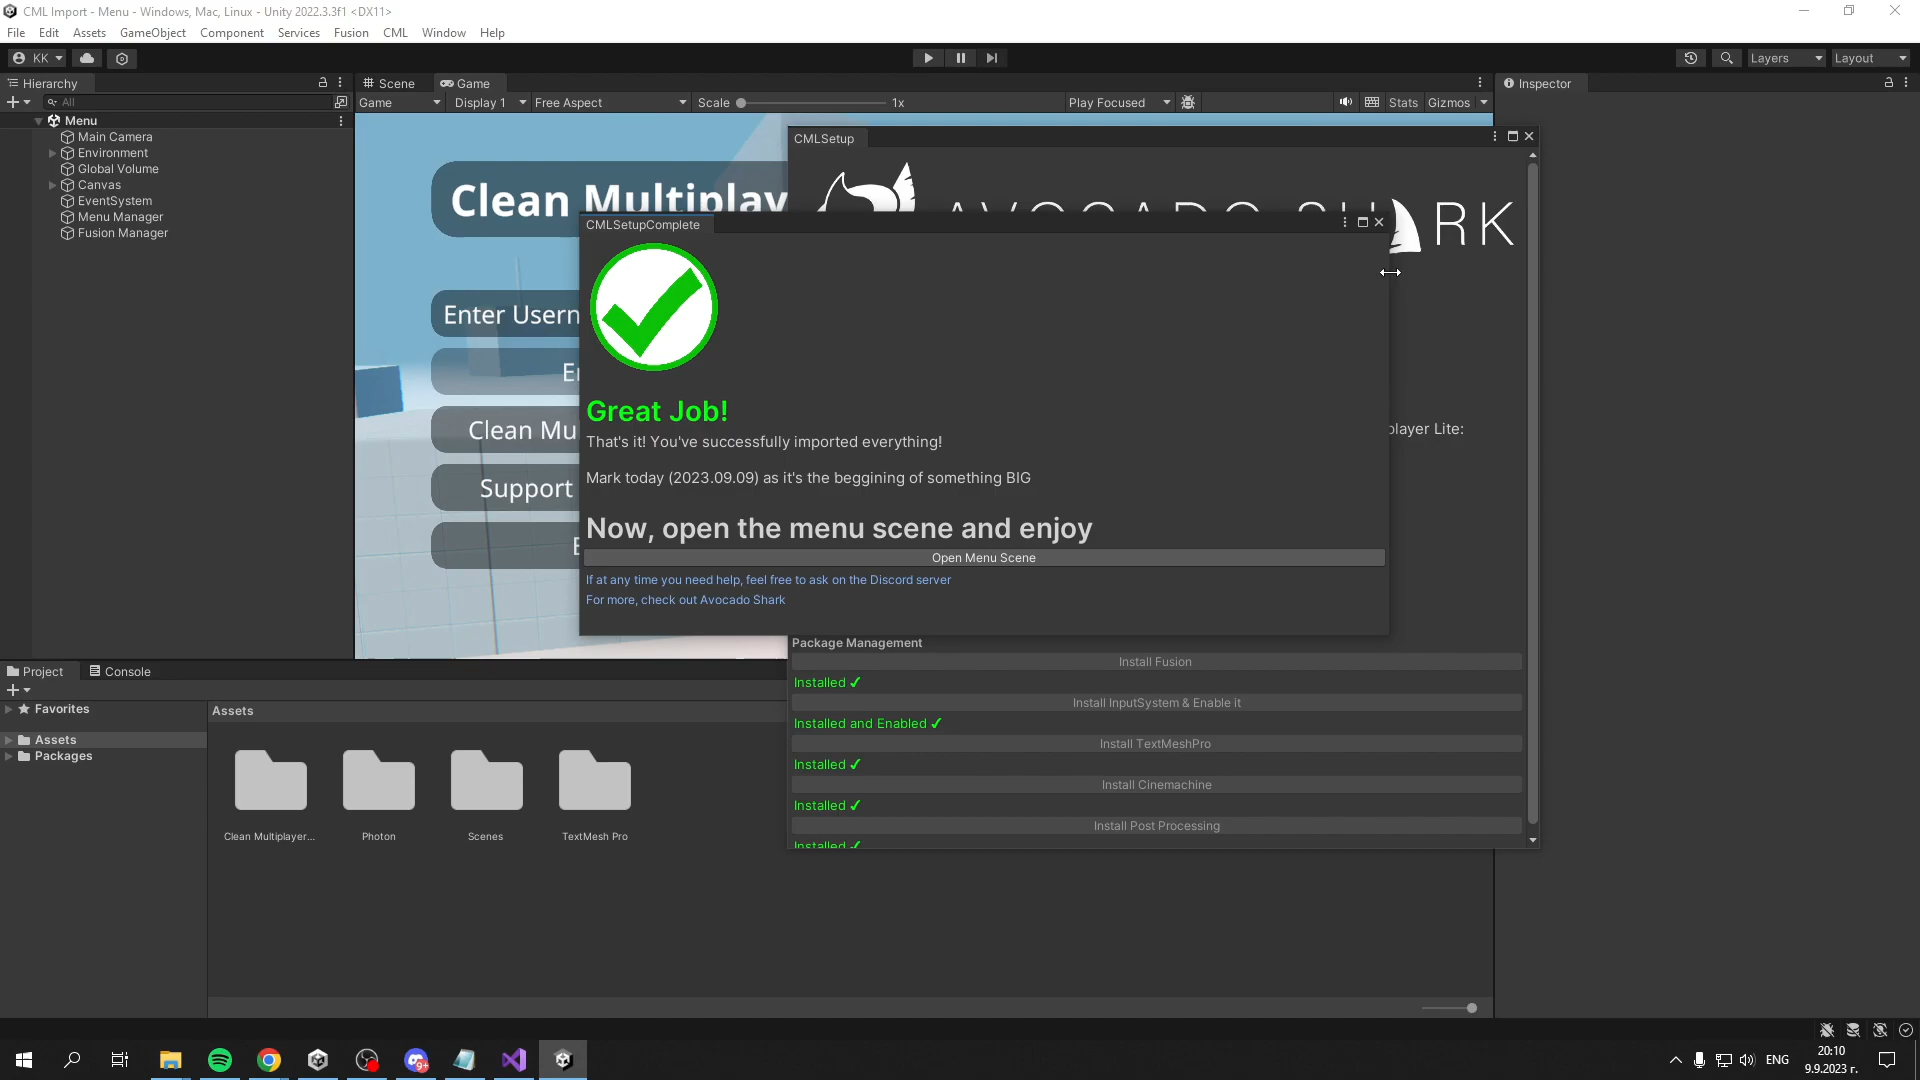 CML Import - Menu - Windows, Mac, Linux - Unity 2022.3.3f1 <DX11>
File Edit Assets GameObject Component Services Fusion CML Window Help
KK
Layers Layout
Hierarchy
Scene Game
Inspector
All
Game Display 1 Free Aspect Scale 1x Play Focused Stats Gizmos
Menu
Main Camera
Environment
Global Volume
Canvas
EventSystem
Menu Manager
Fusion Manager
Clean Multiplay
Enter Usern
Clean Mu
Support
CMLSetup
AVOCADO SHARK
player Lite:
CMLSetupComplete
Great Job!
That's it! You've successfully imported everything!
Mark today (2023.09.09) as it's the beggining of something BIG
Now, open the menu scene and enjoy
Open Menu Scene
If at any time you need help, feel free to ask on the Discord server
For more, check out Avocado Shark
Package Management
Install Fusion
Installed ✓
Install InputSystem & Enable it
Installed and Enabled ✓
Install TextMeshPro
Installed ✓
Install Cinemachine
Installed ✓
Install Post Processing
Installed ✓
Project Console
Favorites
Assets
Packages
Assets
Clean Multiplayer...
Photon
Scenes
TextMesh Pro
9+
ENG
20:10
9.9.2023 г.